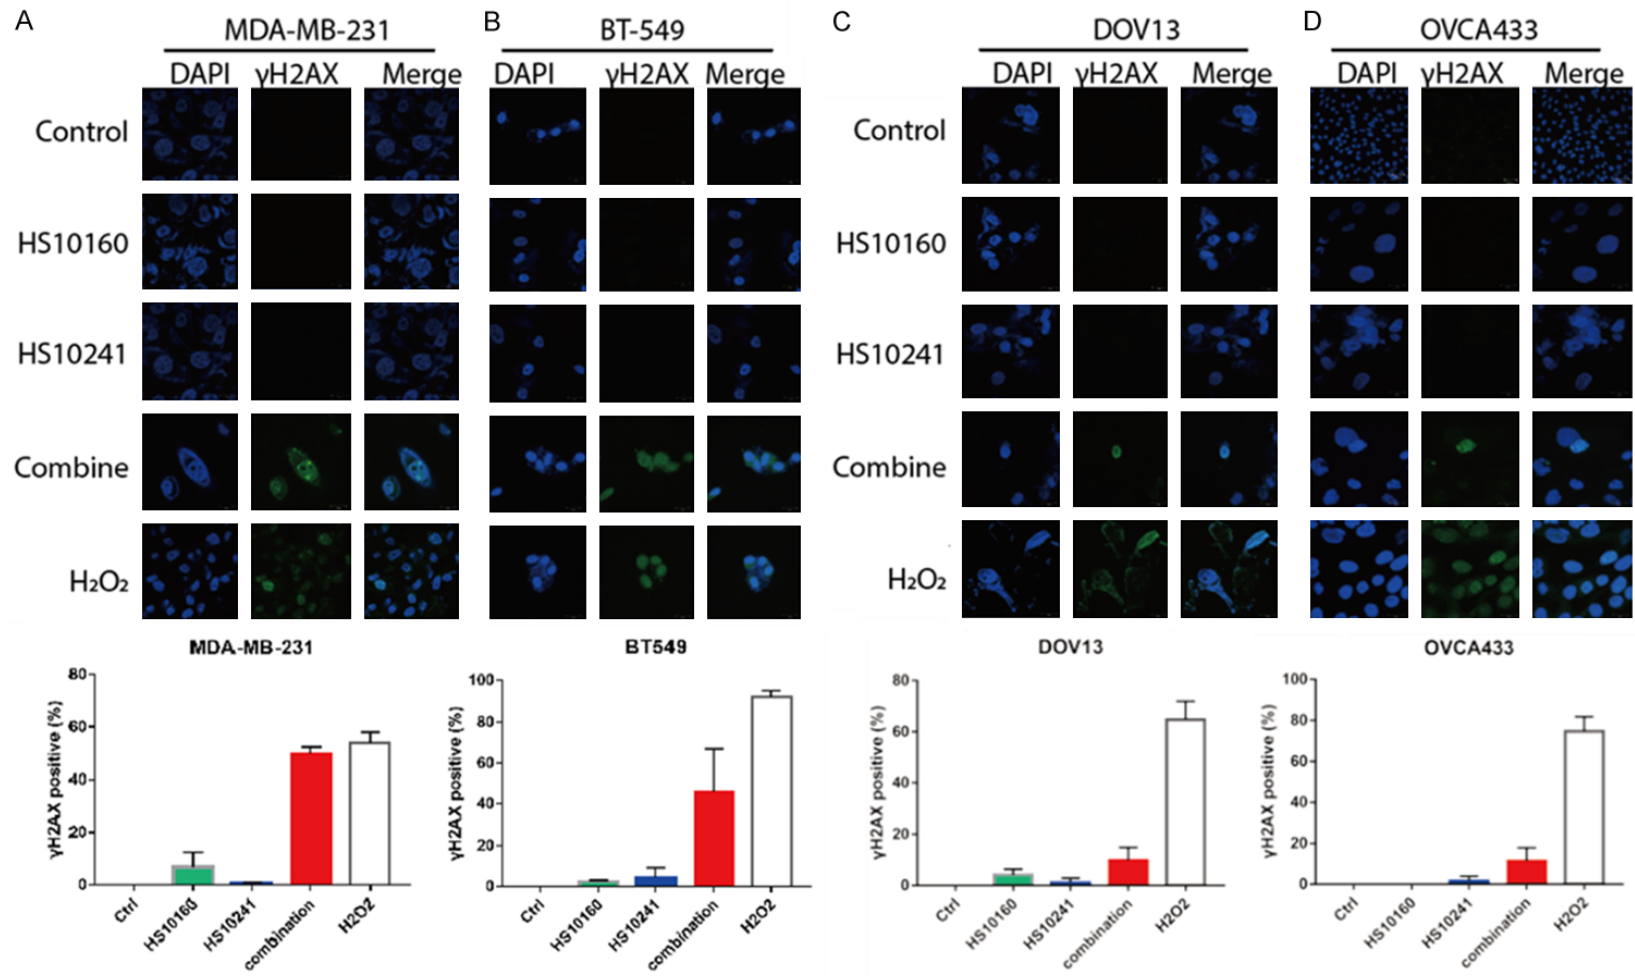 A MDA-MB-231 B BT-549 C DOV13 D OVCA433
DAPI γH2AX Merge DAPI γH2AX Merge DAPI γH2AX Merge DAPI γH2AX Merge
Control Control
HS10160 HS10160
HS10241 HS10241
Combine Combine
H₂O₂ H₂O₂
MDA-MB-231
γH2AX positive (%)
80
60
40
20
0
Ctrl HS10160 HS10241 combination H2O2
BT549
γH2AX positive (%)
100
80
60
40
20
0
Ctrl HS10160 HS10241 combination H2O2
DOV13
γH2AX positive (%)
80
60
40
20
0
Ctrl HS10160 HS10241 combination H2O2
OVCA433
γH2AX positive (%)
100
80
60
40
20
0
Ctrl HS10160 HS10241 combination H2O2